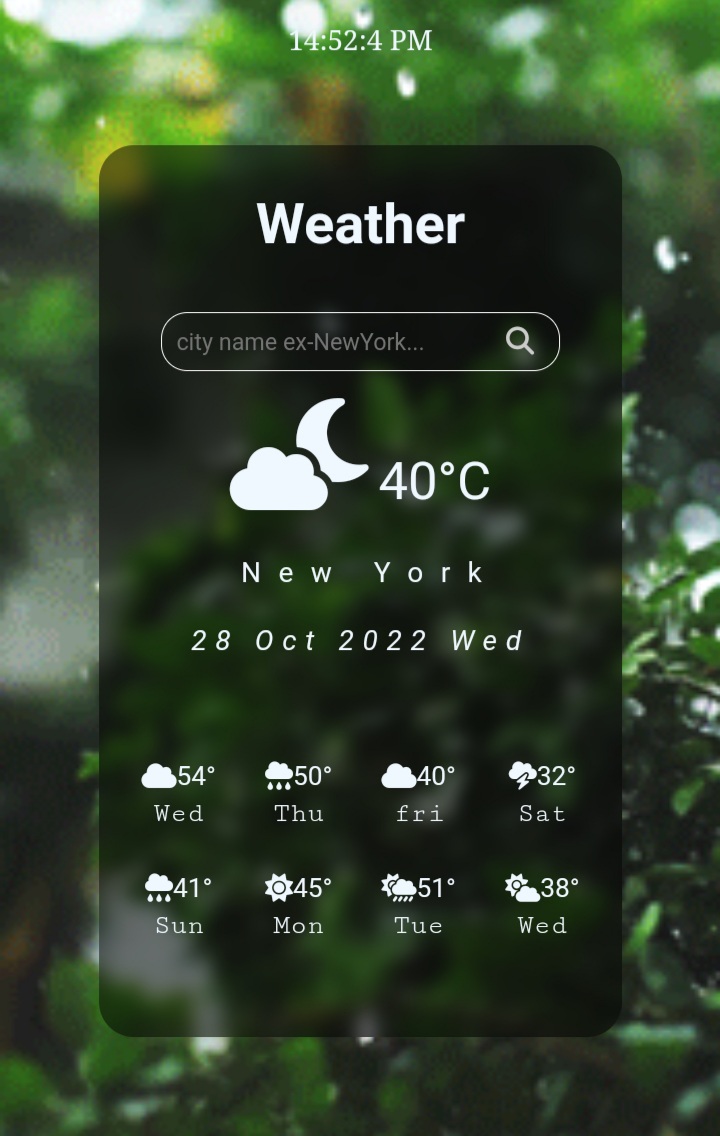 14:52:4 PM
Weather
city name ex-NewYork...
40°C
New York
28 Oct 2022 Wed
54° 50° 40° 32°
Wed Thu fri Sat
41° 45° 51° 38°
Sun Mon Tue Wed